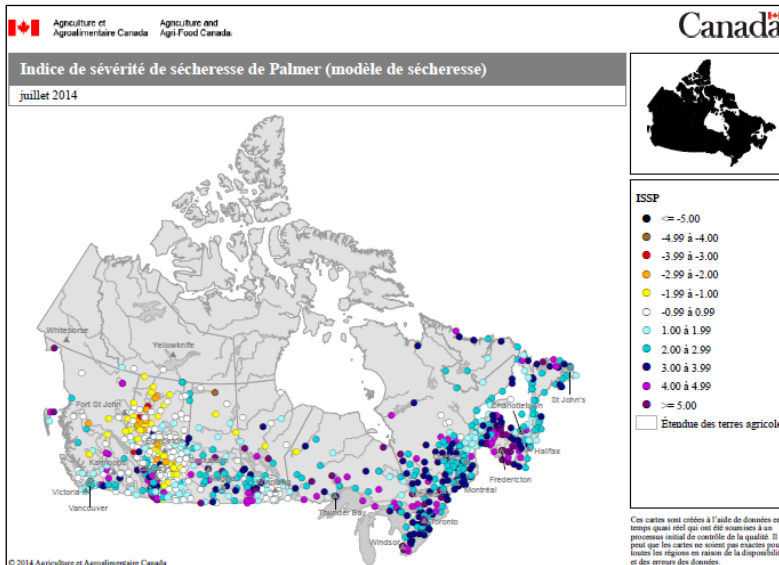 Agriculture et Agriculture and
Agroalimentaire Canada Agri-Food Canada
Canada
Indice de sévérité de sécheresse de Palmer (modèle de sécheresse)
juillet 2014
ISSP
<= -5.00
-4.99 à -4.00
-3.99 à -3.00
-2.99 à -2.00
-1.99 à -1.00
-0.99 à 0.99
1.00 à 1.99
2.00 à 2.99
3.00 à 3.99
4.00 à 4.99
>= 5.00
Étendue des terres agricole
Whitehorse
Yellowknife
Fort St John
Kamloops
Victoria
Vancouver
Thunder Bay
Windsor
Toronto
Montréal
Fredericton
Halifax
Charlottetown
St John's
Ces cartes sont créées à l'aide de données en
temps quasi réel qui ont été soumises à un
processus initial de contrôle de la qualité. Il
peut que les cartes ne soient pas exactes pou
toutes les régions en raison de la disponibilit
et des erreurs des données.
© 2014 Agriculture et Agroalimentaire Canada